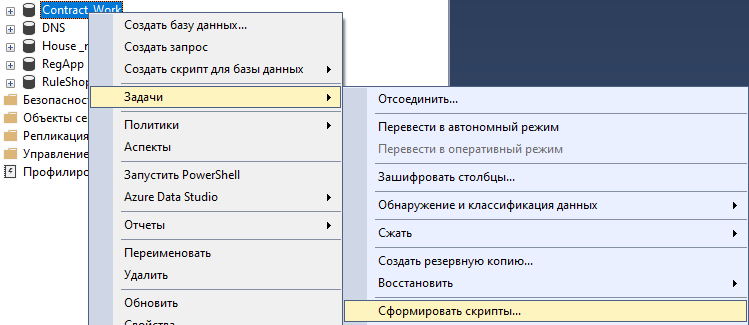 Contract_Work
DNS
House_r
RegApp
RuleShop
Безопаснос
Объекты се
Репликация
Управление
Профилиро
Создать базу данных...
Создать запрос
Создать скрипт для базы данных
Задачи
Политики
Аспекты
Запустить PowerShell
Azure Data Studio
Отчеты
Переименовать
Удалить
Обновить
Свойства
Отсоединить...
Перевести в автономный режим
Перевести в оперативный режим
Зашифровать столбцы...
Обнаружение и классификация данных
Сжать
Создать резервную копию...
Восстановить
Сформировать скрипты...